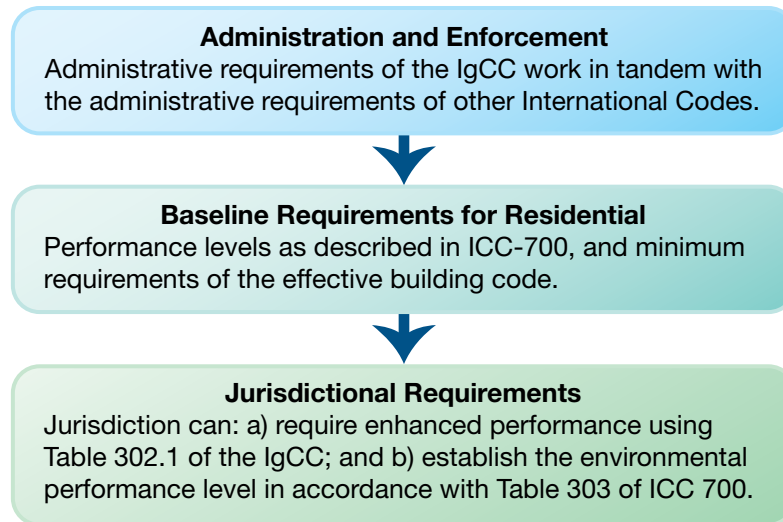 Administration and Enforcement
Administrative requirements of the IgCC work in tandem with
the administrative requirements of other International Codes.
Baseline Requirements for Residential
Performance levels as described in ICC-700, and minimum
requirements of the effective building code.
Jurisdictional Requirements
Jurisdiction can: a) require enhanced performance using
Table 302.1 of the IgCC; and b) establish the environmental
performance level in accordance with Table 303 of ICC 700.